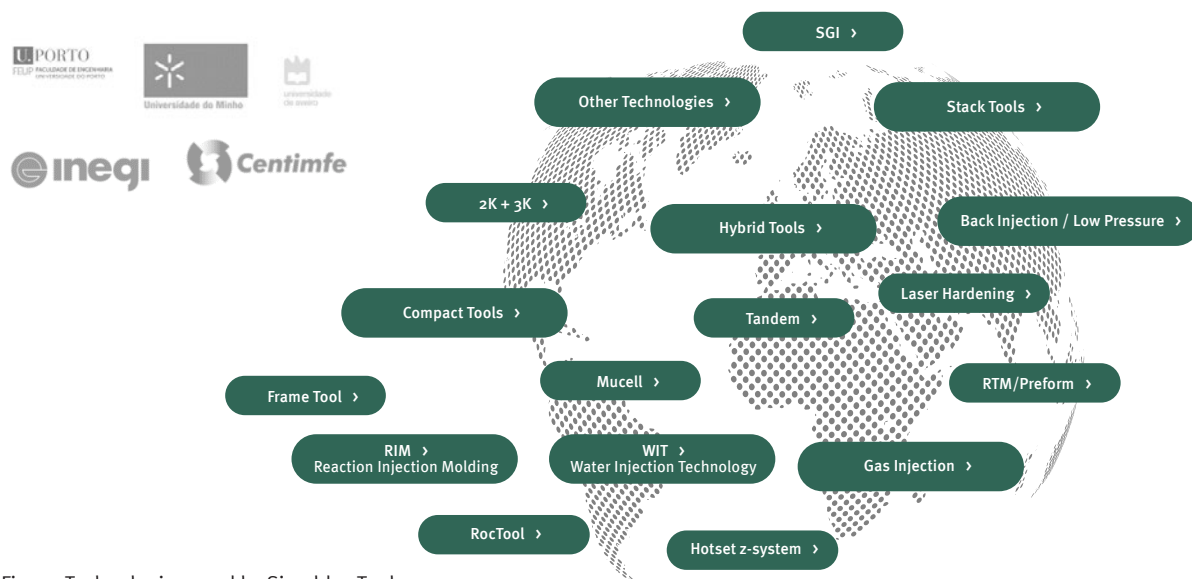 SGI ›
U. PORTO
FEUP FACULDADE DE ENGENHARIA
UNIVERSIDADE DO PORTO
Universidade do Minho
universidade
de aveiro
Other Technologies ›
Stack Tools ›
inegi
Centimfe
2K + 3K ›
Hybrid Tools ›
Back Injection / Low Pressure ›
Laser Hardening ›
Compact Tools ›
Tandem ›
Mucell ›
RTM/Preform ›
Frame Tool ›
RIM ›
Reaction Injection Molding
WIT ›
Water Injection Technology
Gas Injection ›
RocTool ›
Hotset z-system ›